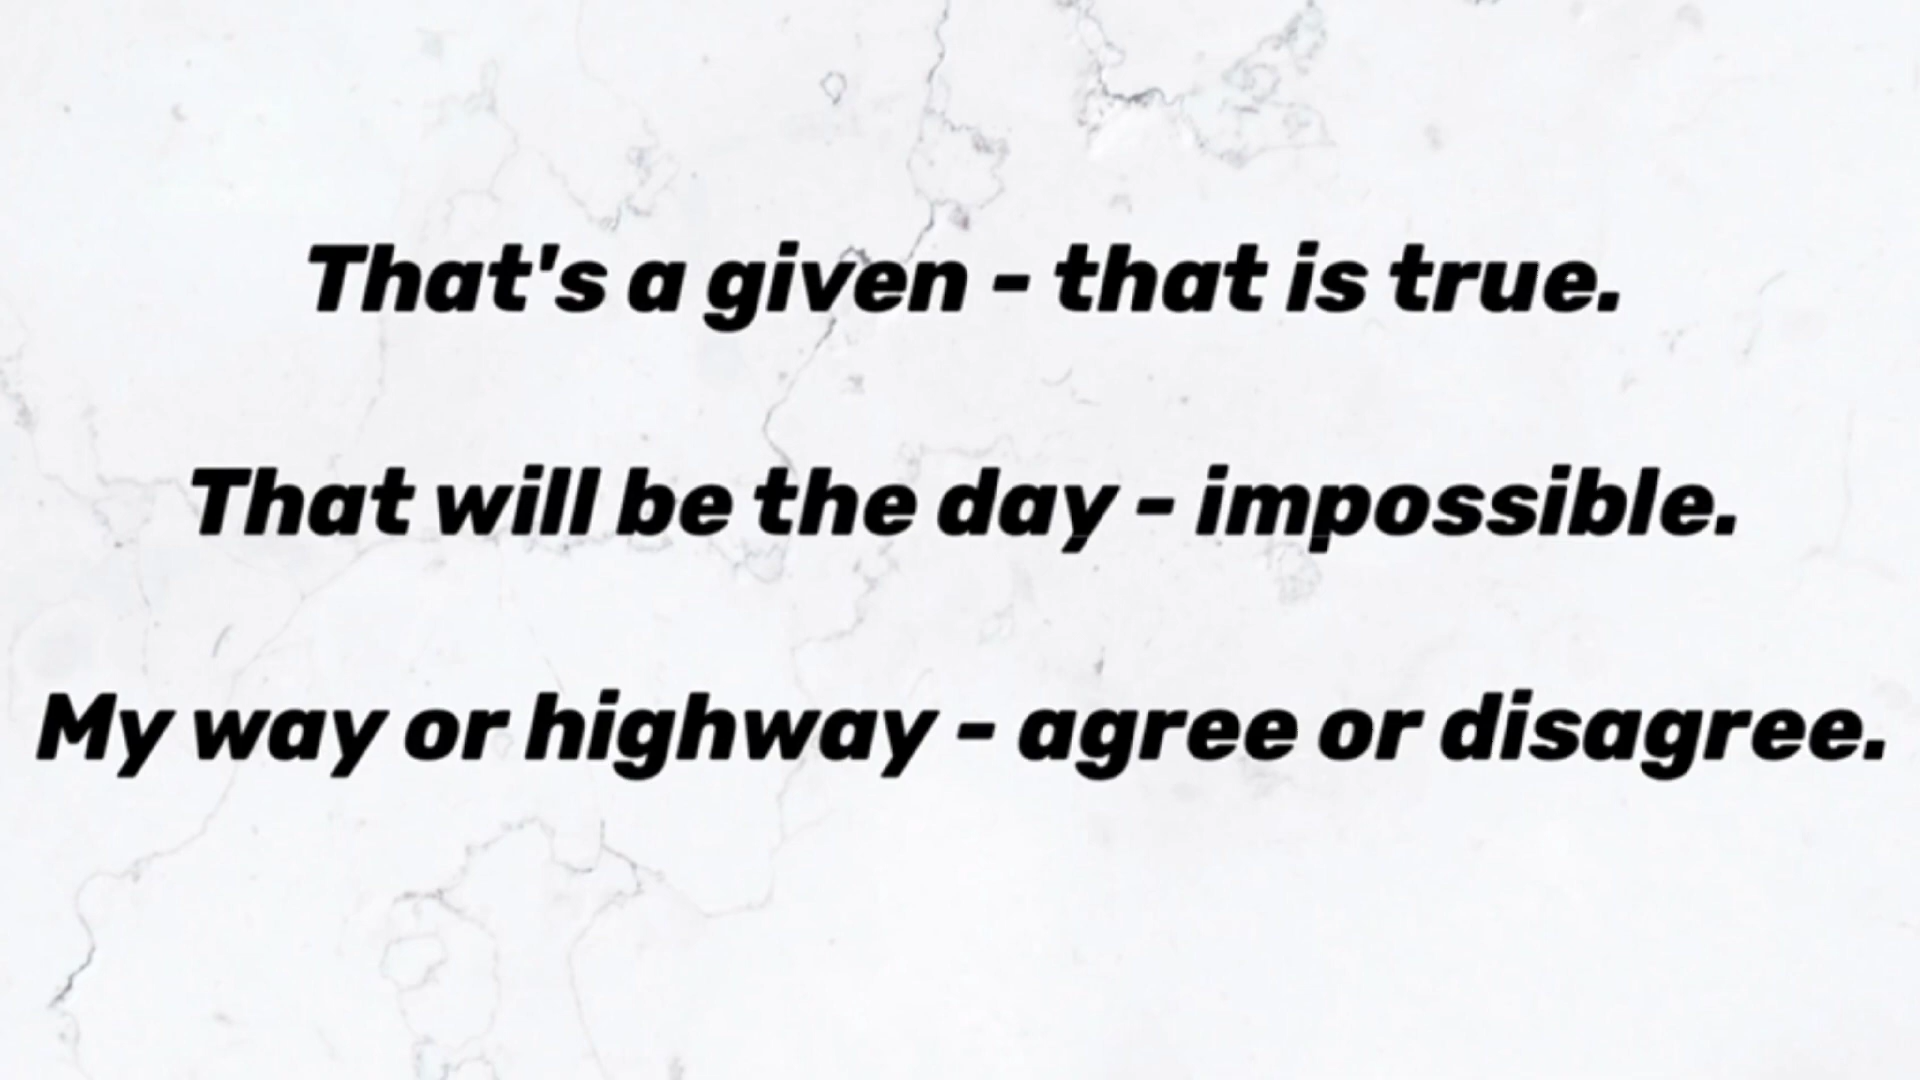 That's a given - that is true.
That will be the day - impossible.
My way or highway - agree or disagree.